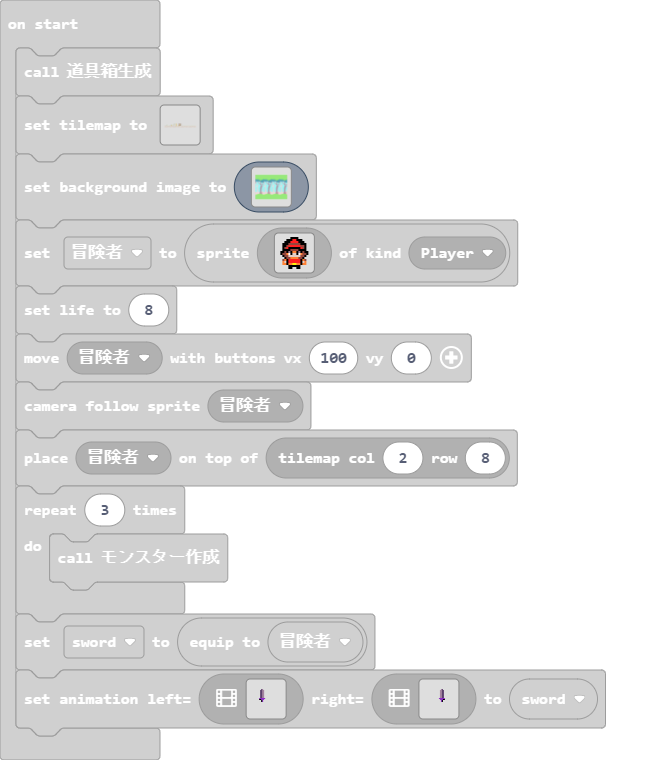 on start
call 道具箱生成
set tilemap to
set background image to
set 冒険者 to sprite of kind Player
set life to 8
move 冒険者 with buttons vx 100 vy 0
camera follow sprite 冒険者
place 冒険者 on top of tilemap col 2 row 8
repeat 3 times
do call モンスター作成
set sword to equip to 冒険者
set animation left= right= to sword